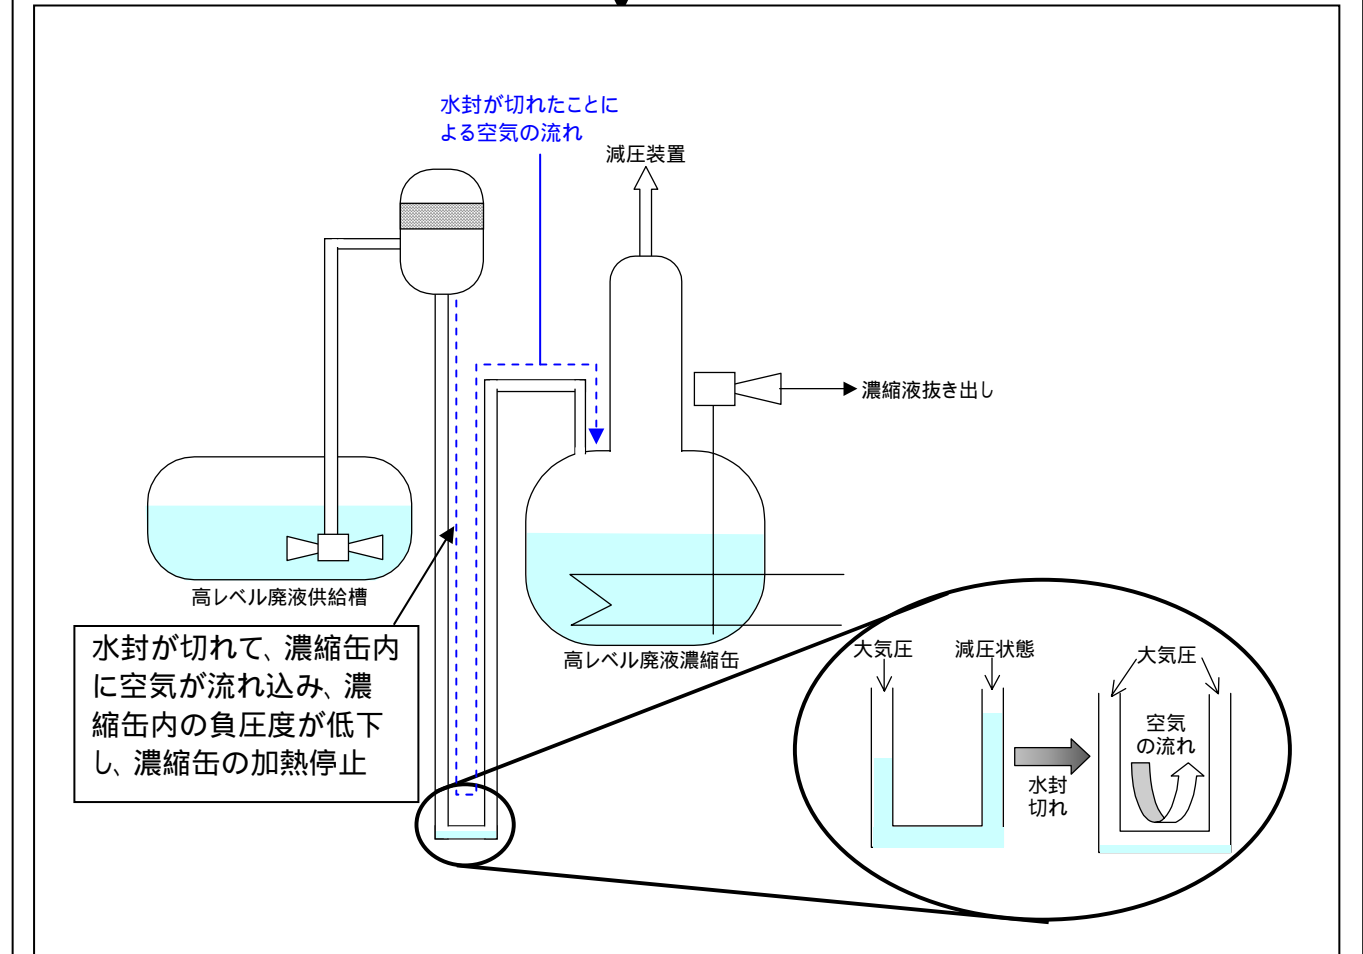 水封が切れたことに
よる空気の流れ
減圧装置
濃縮液抜き出し
高レベル廃液供給槽
水封が切れて、濃縮缶内
に空気が流れ込み、濃
縮缶内の負圧度が低下
し、濃縮缶の加熱停止
高レベル廃液濃縮缶
大気圧
減圧状態
大気圧
空気
の流れ
水封
切れ